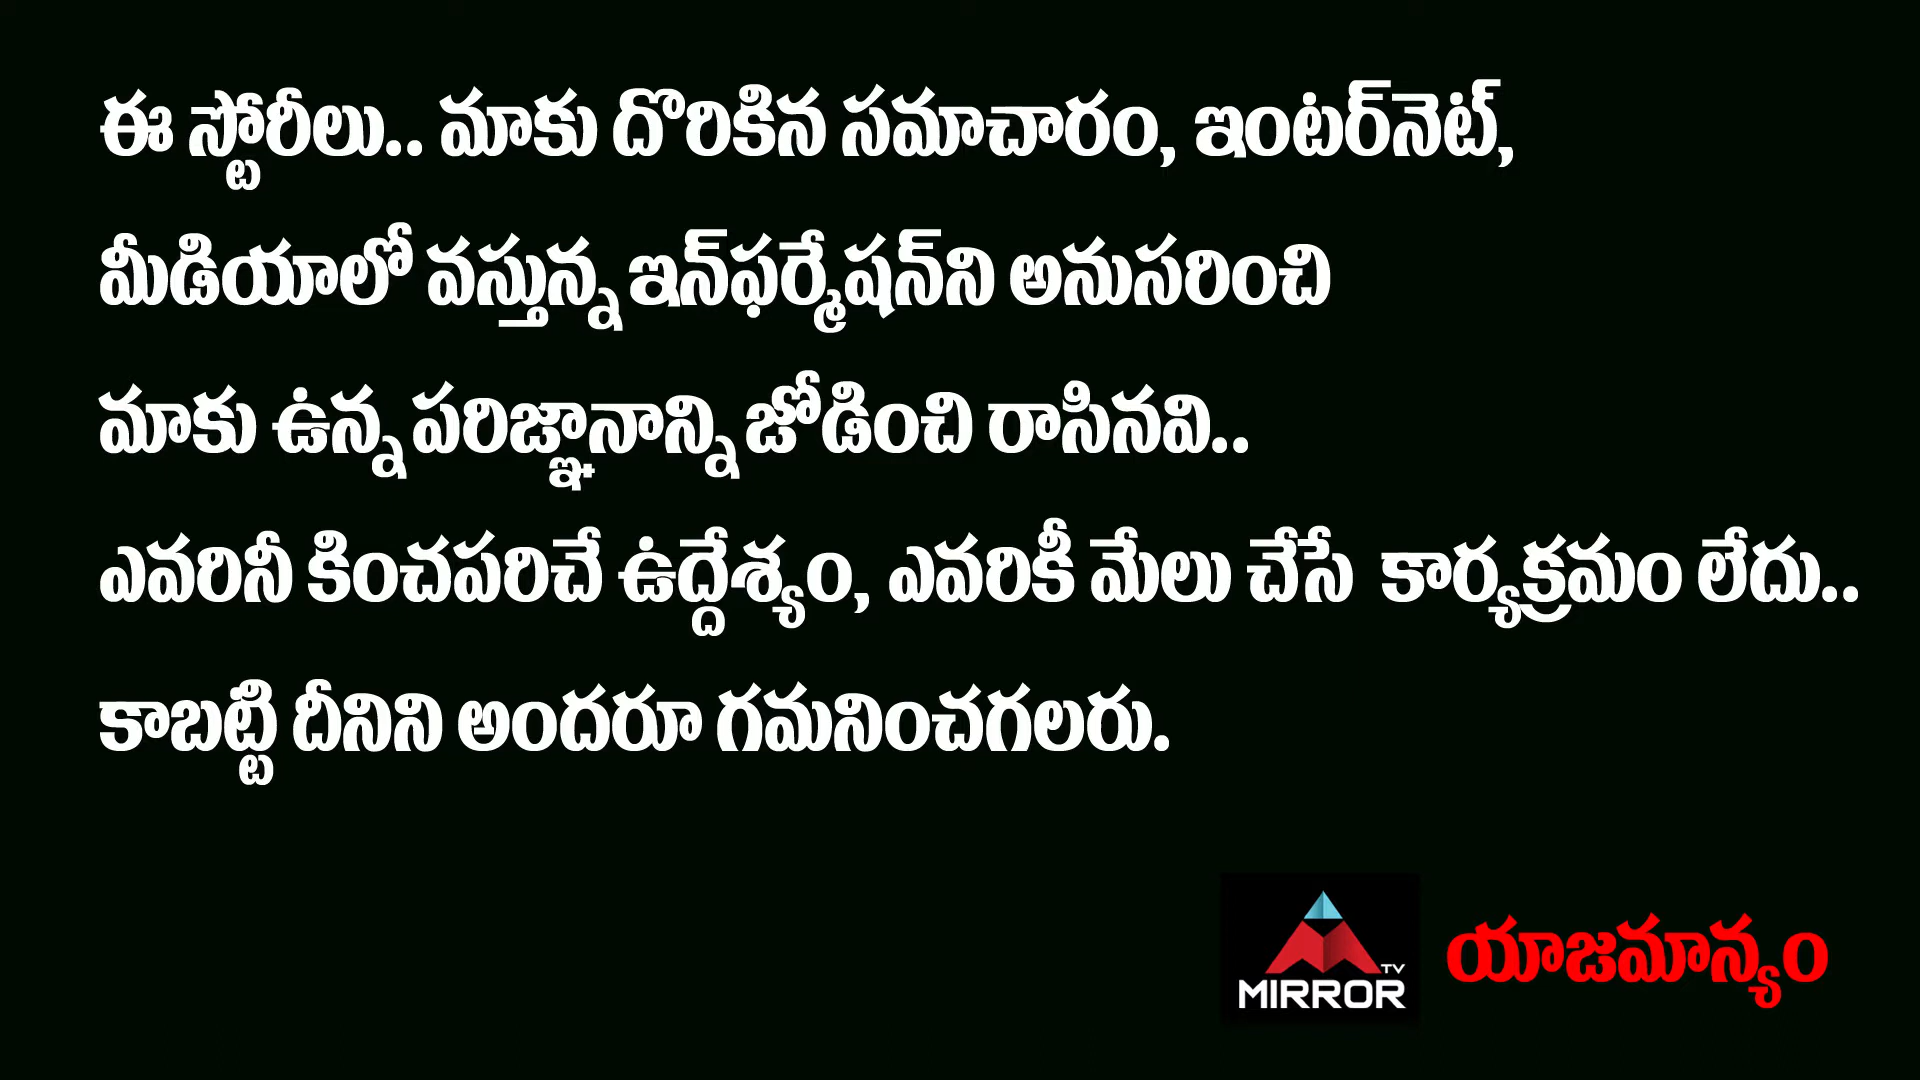 ఈ స్టోరీలు.. మాకు దొరికిన సమాచారం, ఇంటర్‌నెట్,
మీడియాలో వస్తున్న ఇన్‌ఫర్మేషన్‌ని అనుసరించి
మాకు ఉన్న పరిజ్ఞానాన్ని జోడించి రాసినవి..
ఎవరినీ కించపరిచే ఉద్దేశ్యం, ఎవరికీ మేలు చేసే కార్యక్రమం లేదు..
కాబట్టి దీనిని అందరూ గమనించగలరు.
MIRROR TV యాజమాన్యం